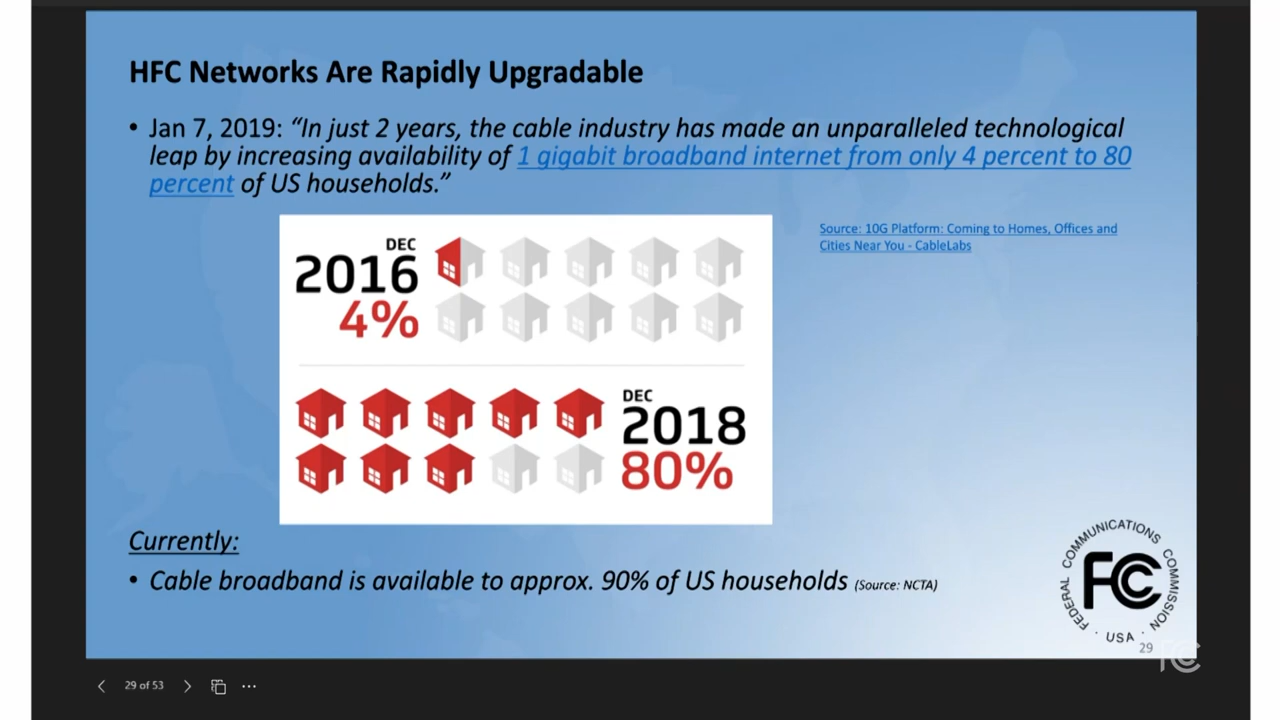 HFC Networks Are Rapidly Upgradable
• Jan 7, 2019: “In just 2 years, the cable industry has made an unparalleled technological
leap by increasing availability of 1 gigabit broadband internet from only 4 percent to 80
percent of US households.”
Source: 10G Platform: Coming to Homes, Offices and
Cities Near You - CableLabs
DEC
2016
4%
DEC
2018
80%
Currently:
• Cable broadband is available to approx. 90% of US households (Source: NCTA)
FEDERAL COMMUNICATIONS COMMISSION · USA ·
FCC
29
FCC
29 of 53